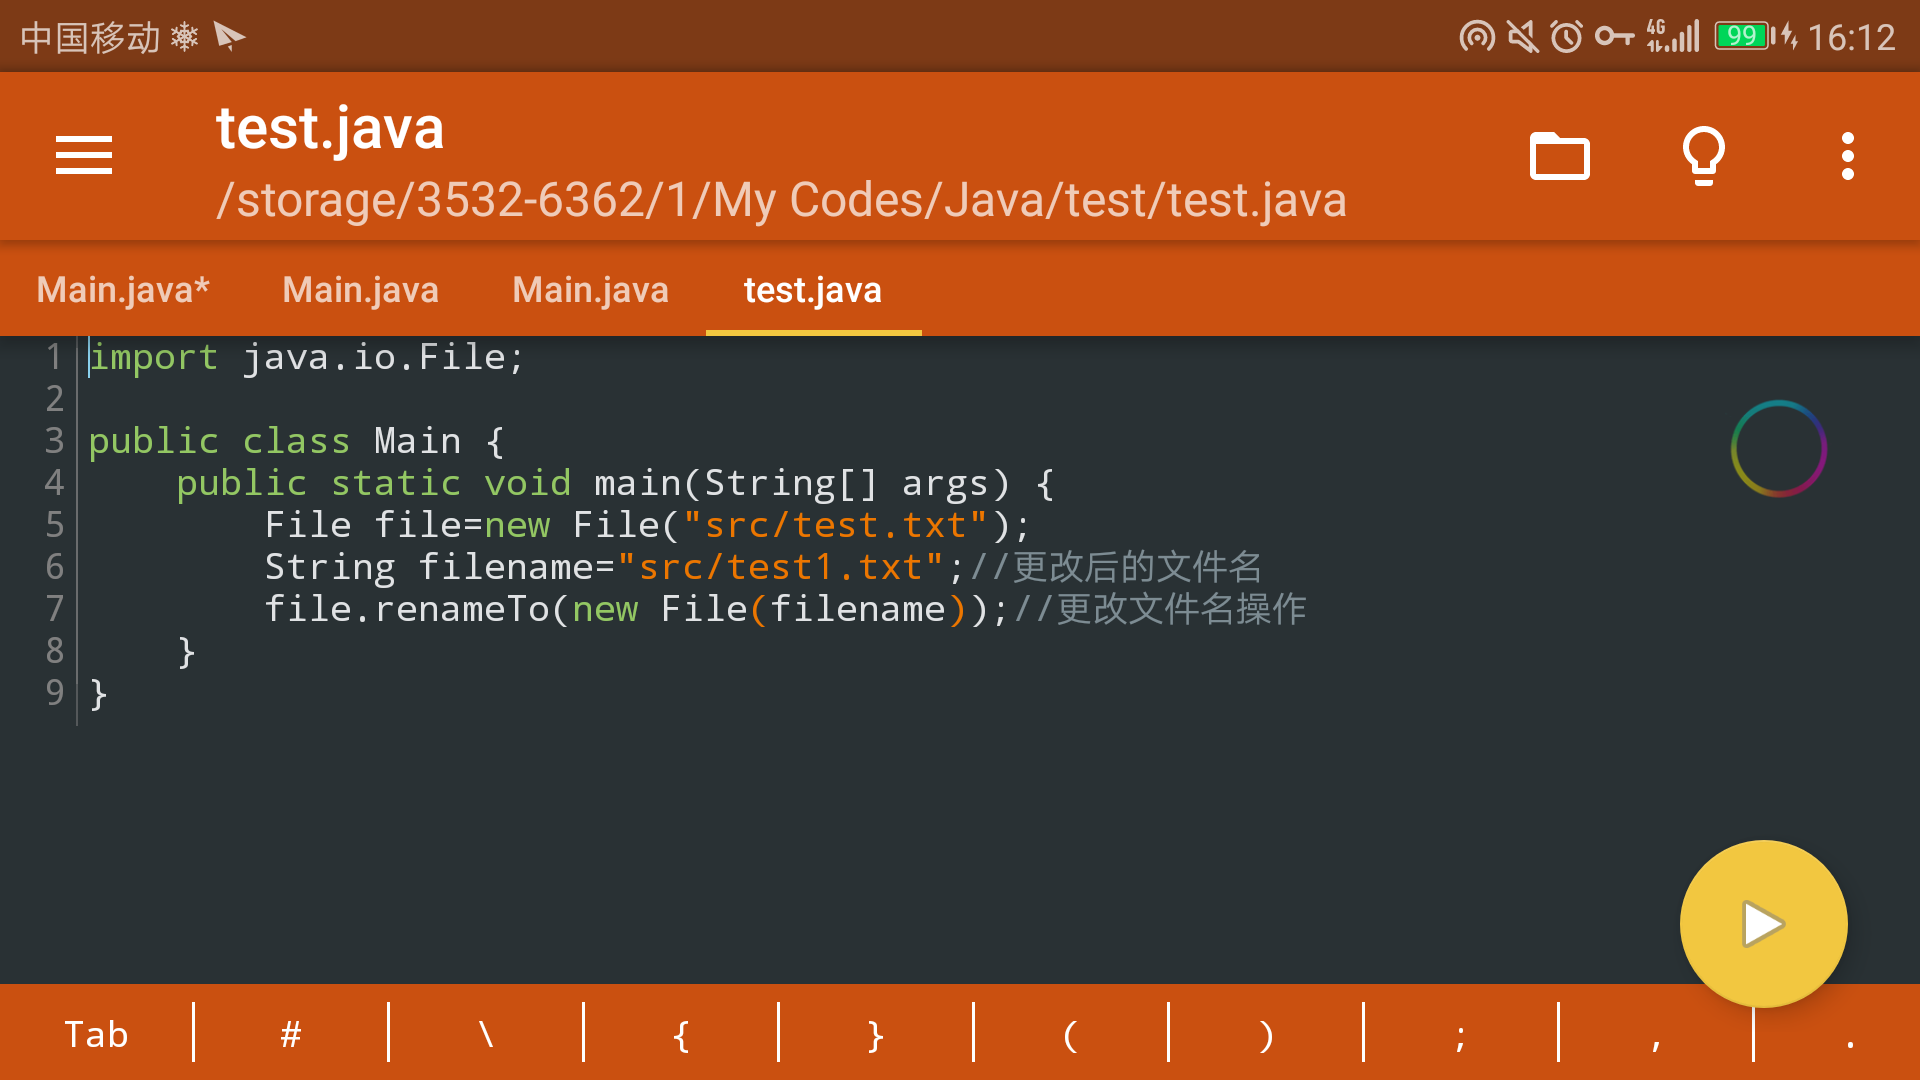 中国移动 4G 99 16:12
test.java
/storage/3532-6362/1/My Codes/Java/test/test.java
Main.java* Main.java Main.java test.java
1 import java.io.File;
2
3 public class Main {
4     public static void main(String[] args) {
5         File file=new File("src/test.txt");
6         String filename="src/test1.txt";//更改后的文件名
7         file.renameTo(new File(filename));//更改文件名操作
8     }
9 }
Tab # \ { } ( ) ; , .